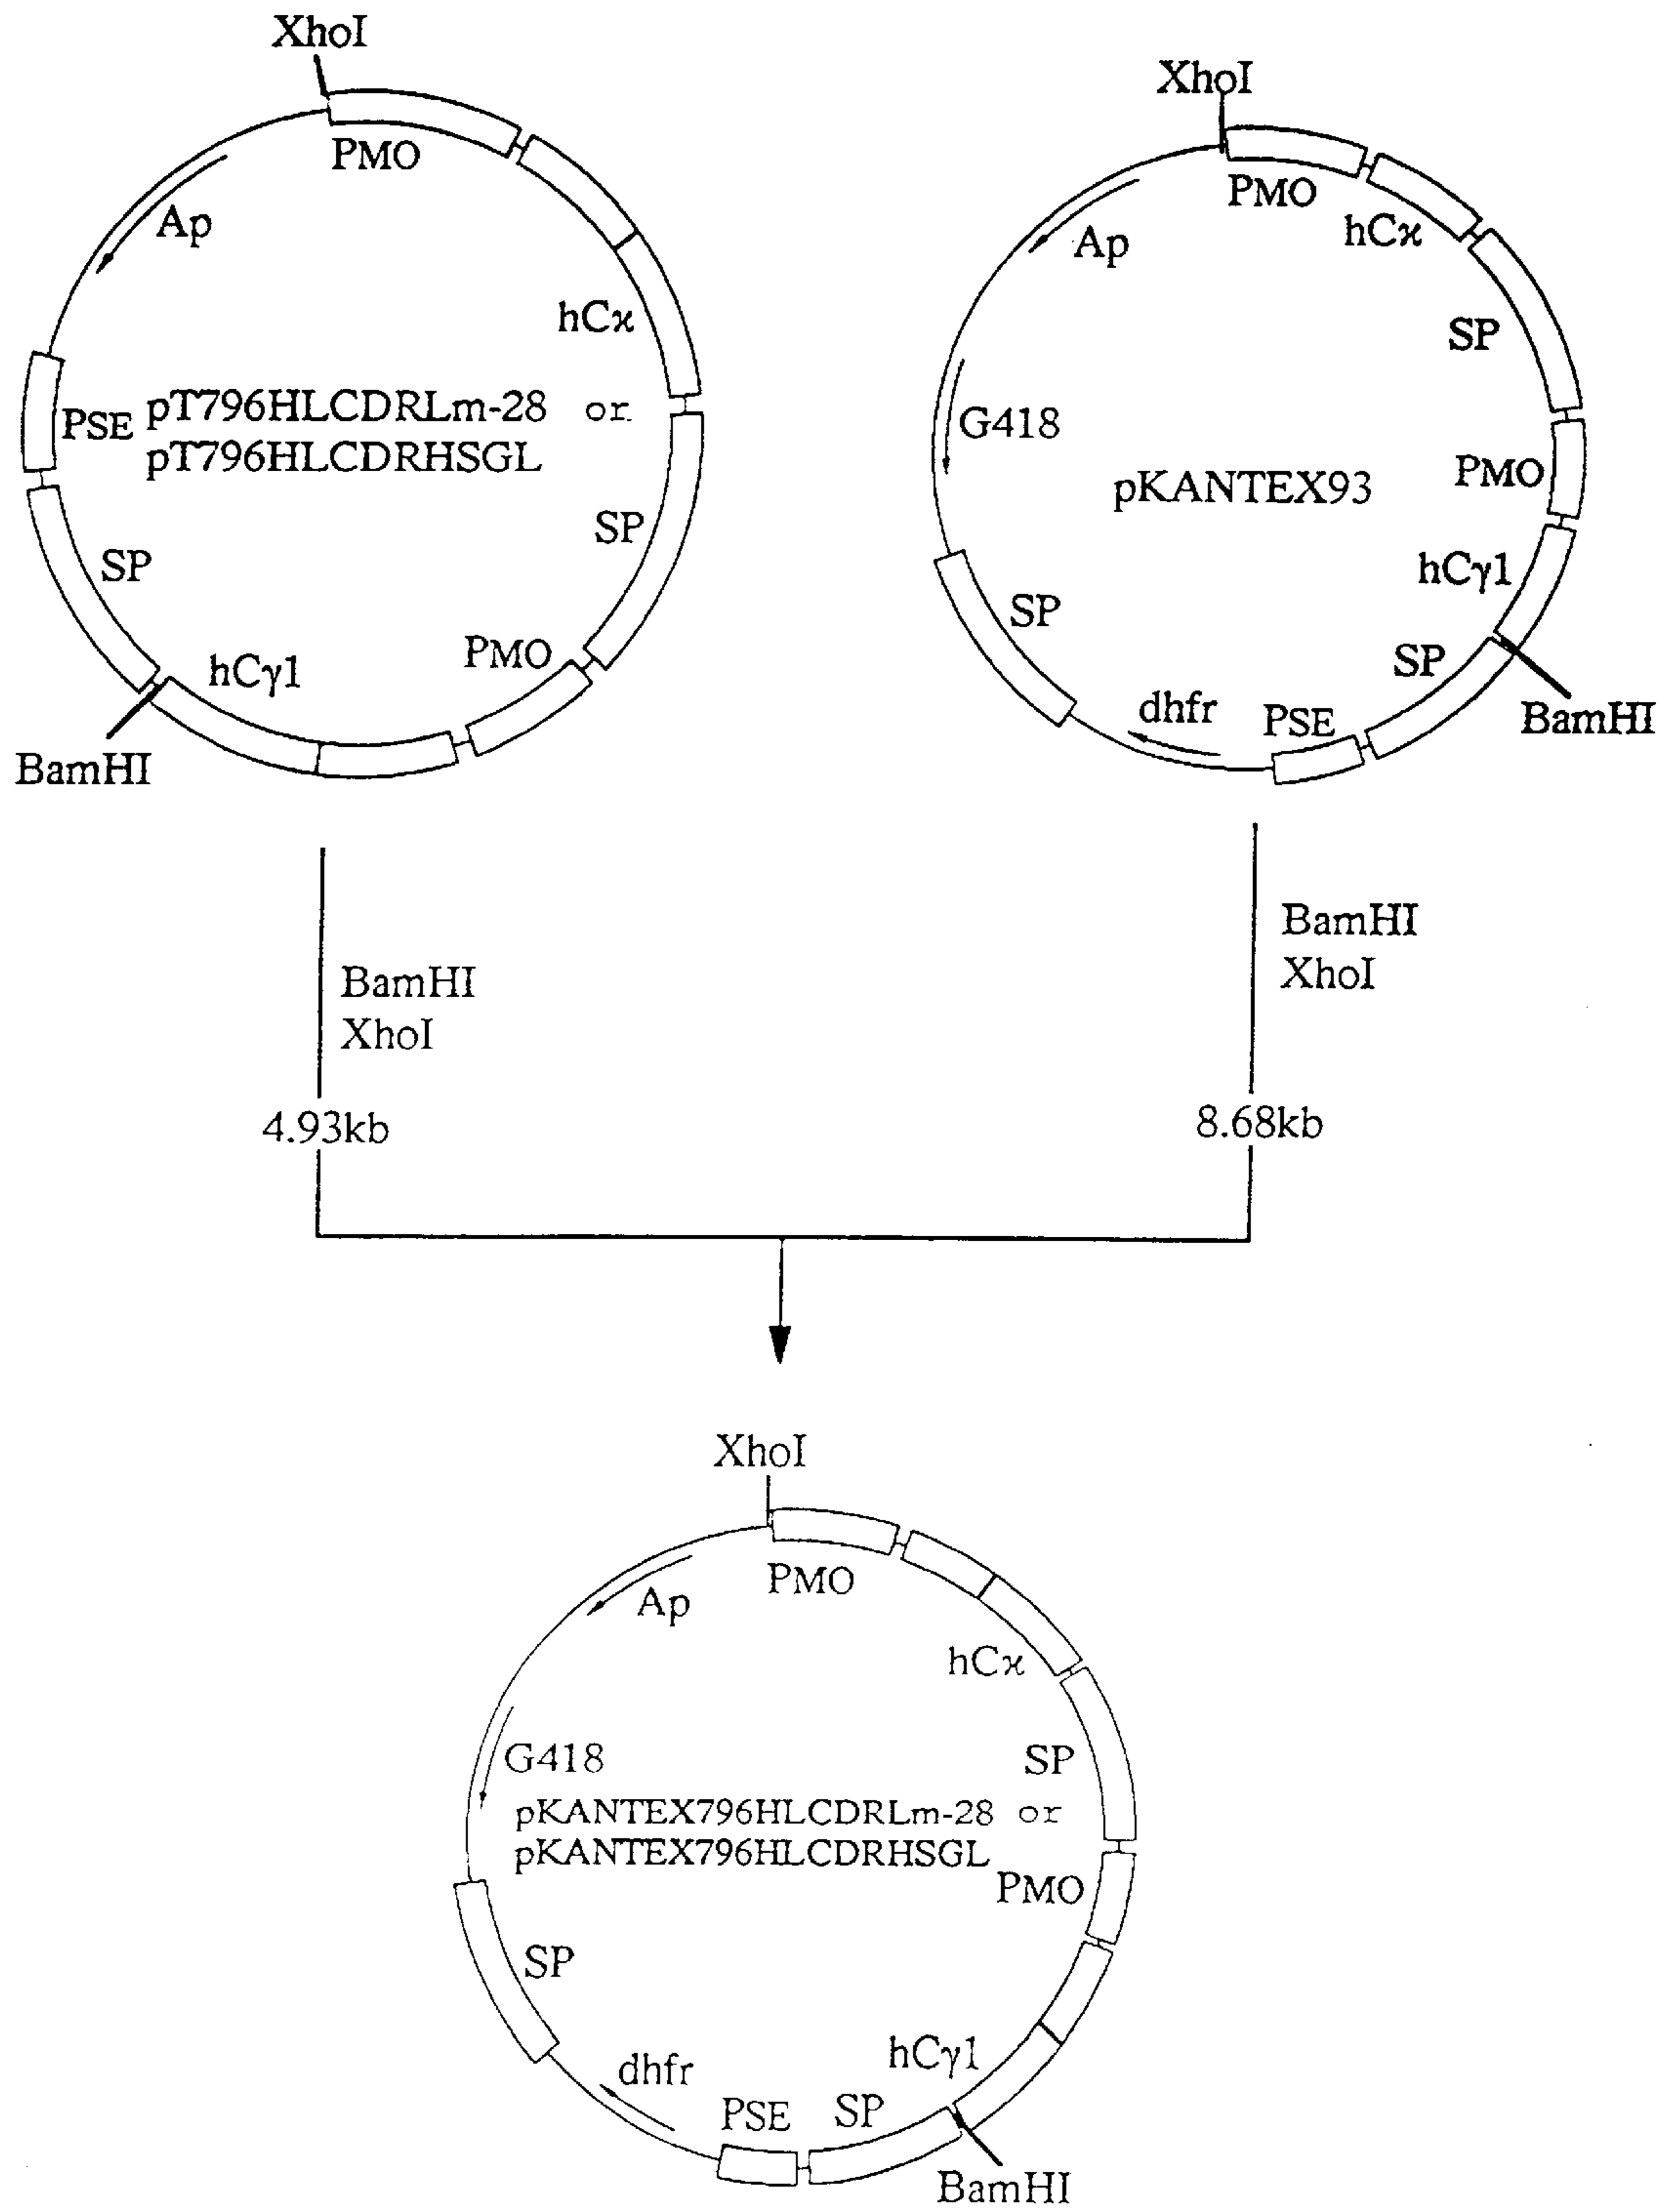 XhoI
PMO
Ap
hCϰ
PSE
pT796HLCDRLm-28 or
pT796HLCDRHSGL
SP
SP
PMO
hCγ1
BamHI
XhoI
PMO
hCϰ
Ap
SP
G418
PMO
pKANTEX93
hCγ1
SP
SP
BamHI
dhfr
PSE
BamHI
XhoI
4.93kb
BamHI
XhoI
8.68kb
XhoI
PMO
Ap
hCϰ
G418
SP
pKANTEX796HLCDRLm-28 or
pKANTEX796HLCDRHSGL
PMO
SP
hCγ1
dhfr
PSE
SP
BamHI